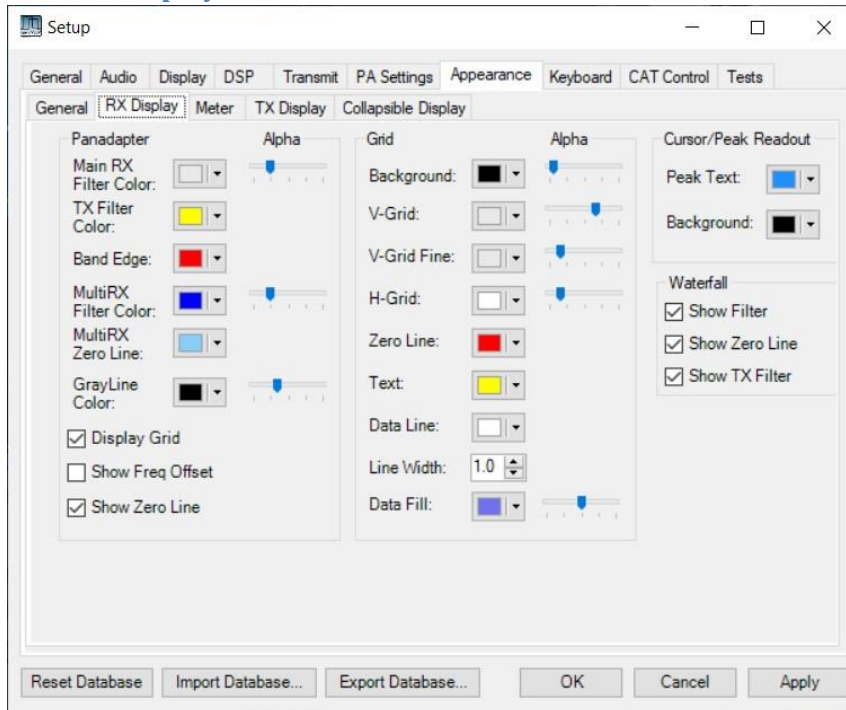 Setup
General Audio Display DSP Transmit PA Settings Appearance Keyboard CAT Control Tests
General RX Display Meter TX Display Collapsible Display
Panadapter Alpha
Main RX
Filter Color:
TX Filter
Color:
Band Edge:
MultiRX
Filter Color:
MultiRX
Zero Line:
GrayLine
Color:
Display Grid
Show Freq Offset
Show Zero Line
Grid Alpha
Background:
V-Grid:
V-Grid Fine:
H-Grid:
Zero Line:
Text:
Data Line:
Line Width: 1.0
Data Fill:
Cursor/Peak Readout
Peak Text:
Background:
Waterfall
Show Filter
Show Zero Line
Show TX Filter
Reset Database Import Database... Export Database... OK Cancel Apply